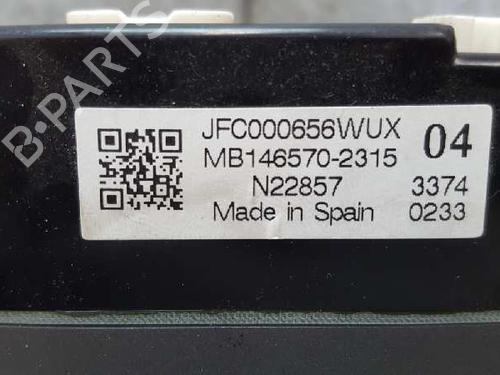 JFC000656WUX 04
MB146570-2315
N22857 3374
Made in Spain 0233
B-PARTS